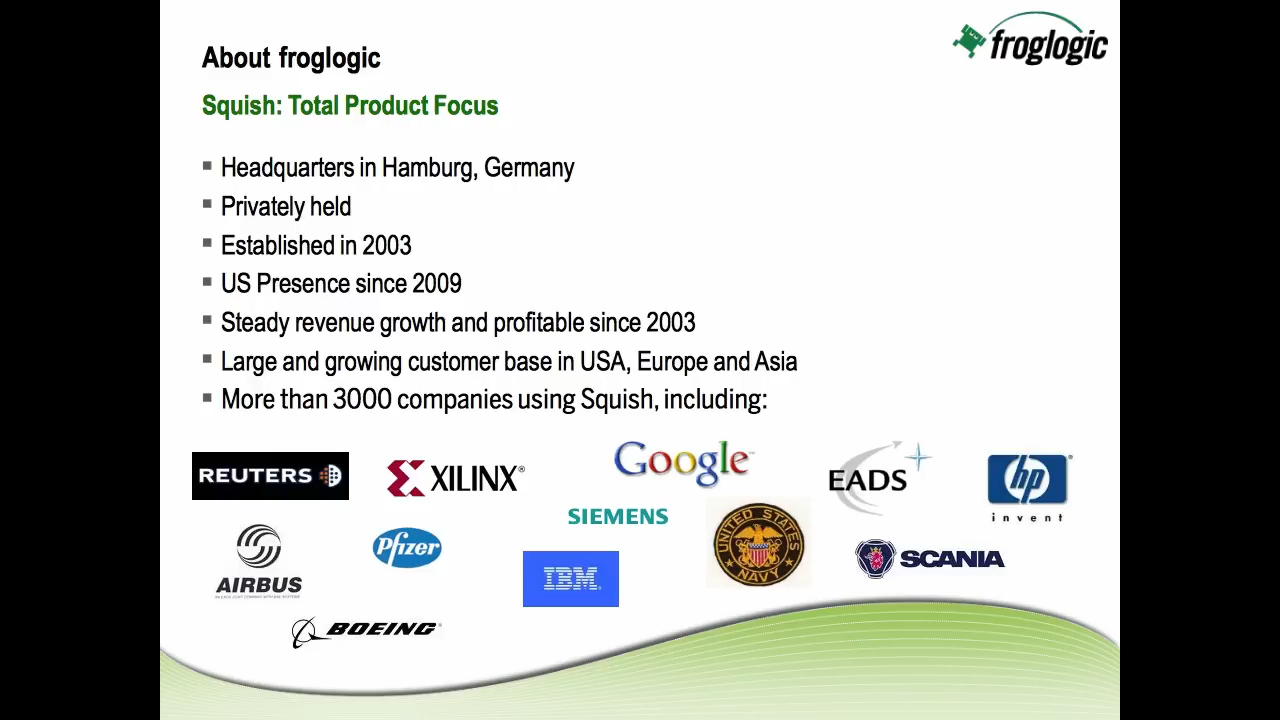 froglogic
About froglogic
Squish: Total Product Focus
Headquarters in Hamburg, Germany
Privately held
Established in 2003
US Presence since 2009
Steady revenue growth and profitable since 2003
Large and growing customer base in USA, Europe and Asia
More than 3000 companies using Squish, including:
REUTERS
XILINX®
Google™
EADS
hp®
invent
SIEMENS
UNITED STATES NAVY
AIRBUS
Pfizer
IBM
SCANIA
BOEING